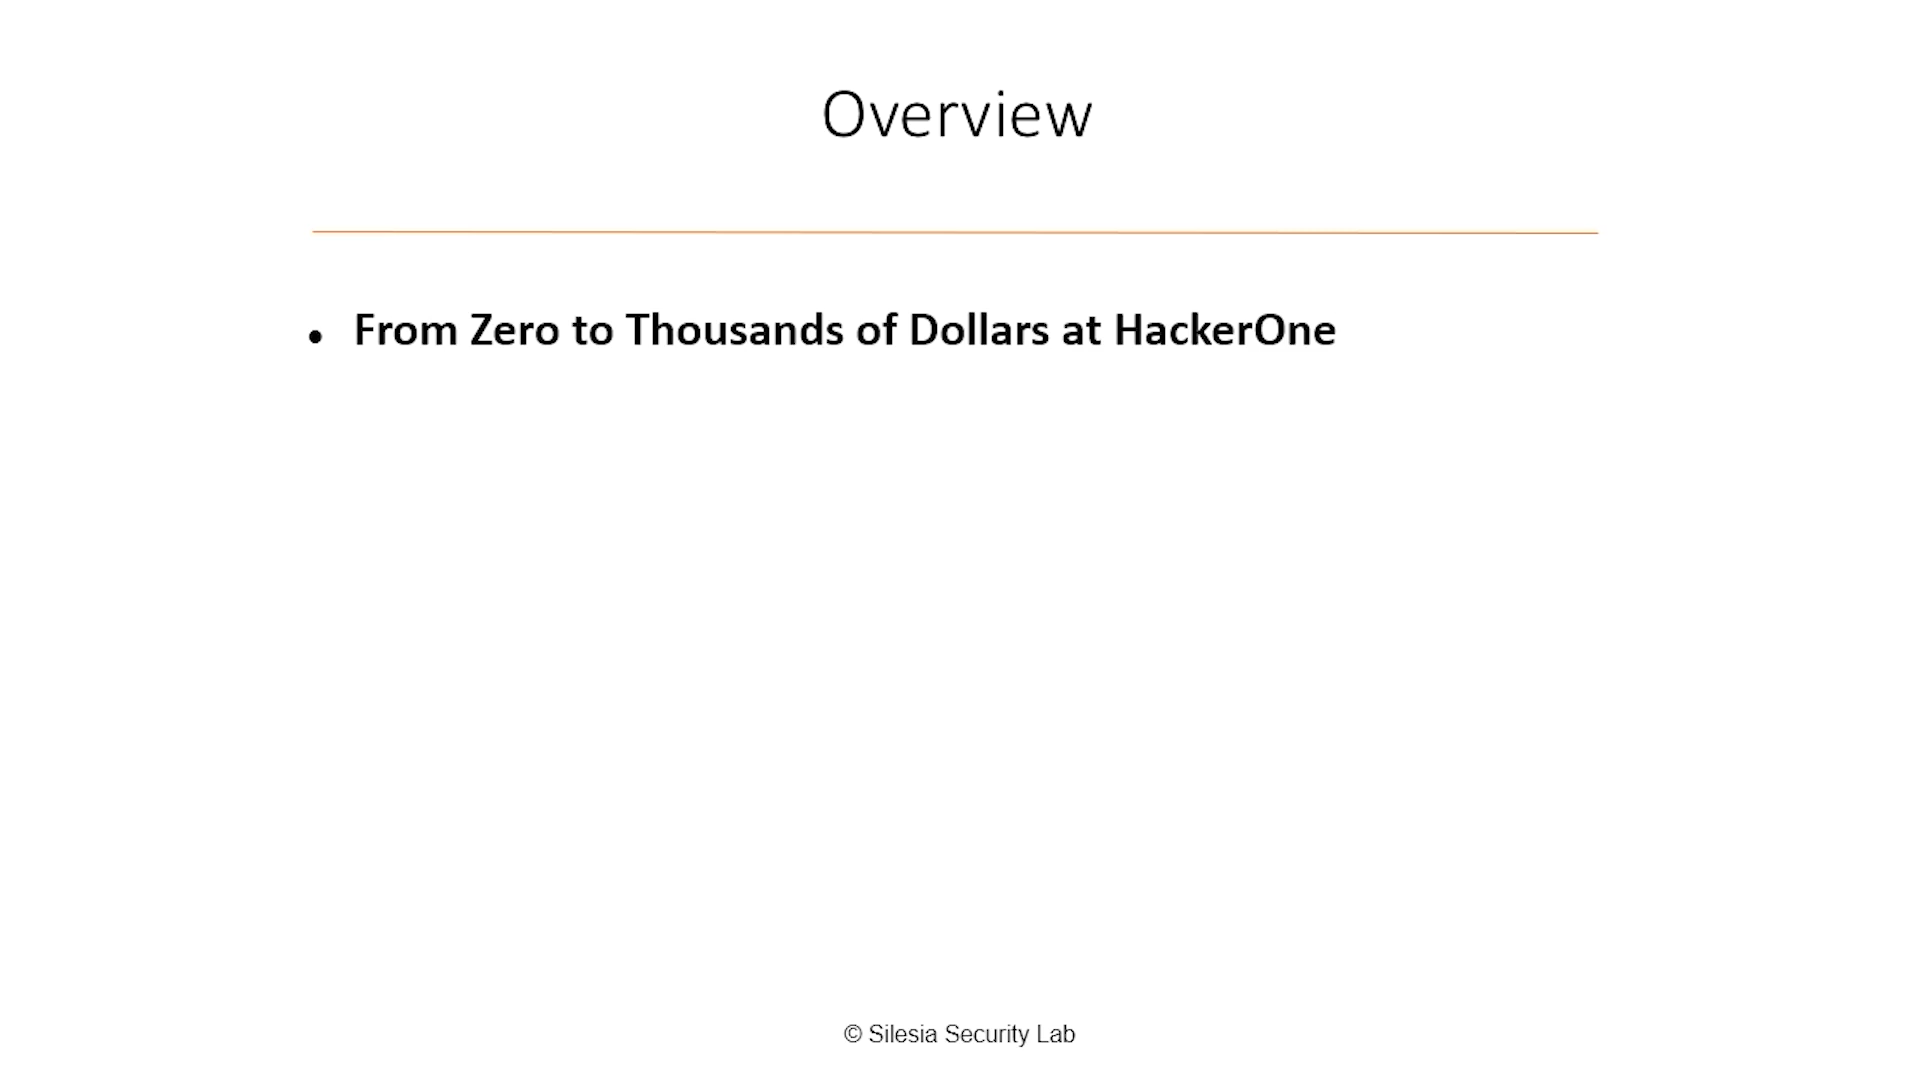 Overview
• From Zero to Thousands of Dollars at HackerOne
© Silesia Security Lab